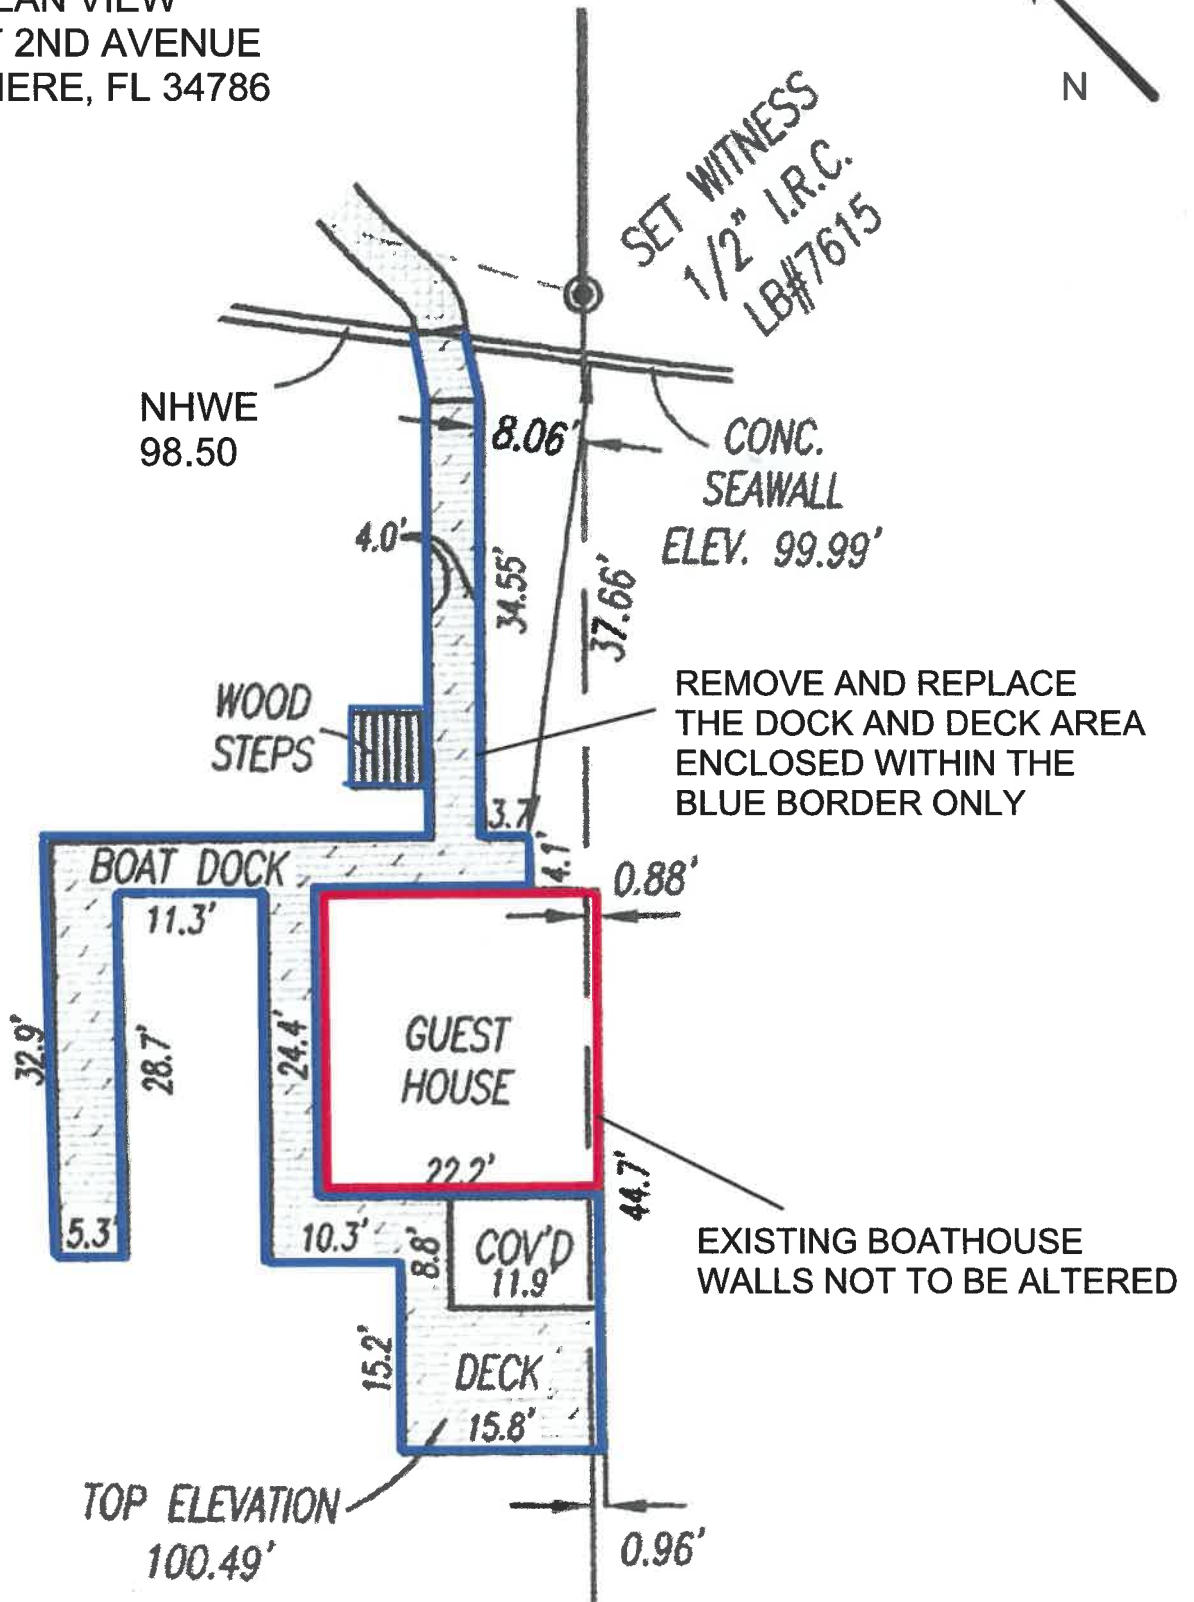 2ND AVENUE
FL 34786
N
SET WITNESS
1/2" I.R.C.
LB#7615
NHWE
98.50
8.06'
CONC.
SEAWALL
ELEV. 99.99'
4.0'
34.55'
37.66'
WOOD
STEPS
REMOVE AND REPLACE
THE DOCK AND DECK AREA
ENCLOSED WITHIN THE
BLUE BORDER ONLY
3.7
4.1'
BOAT DOCK
0.88'
11.3'
GUEST
HOUSE
32.9'
28.7'
24.4'
22.2'
44.7'
5.3'
10.3'
8.8'
COV'D
11.9
EXISTING BOATHOUSE
WALLS NOT TO BE ALTERED
15.2'
DECK
15.8'
TOP ELEVATION
100.49'
0.96'